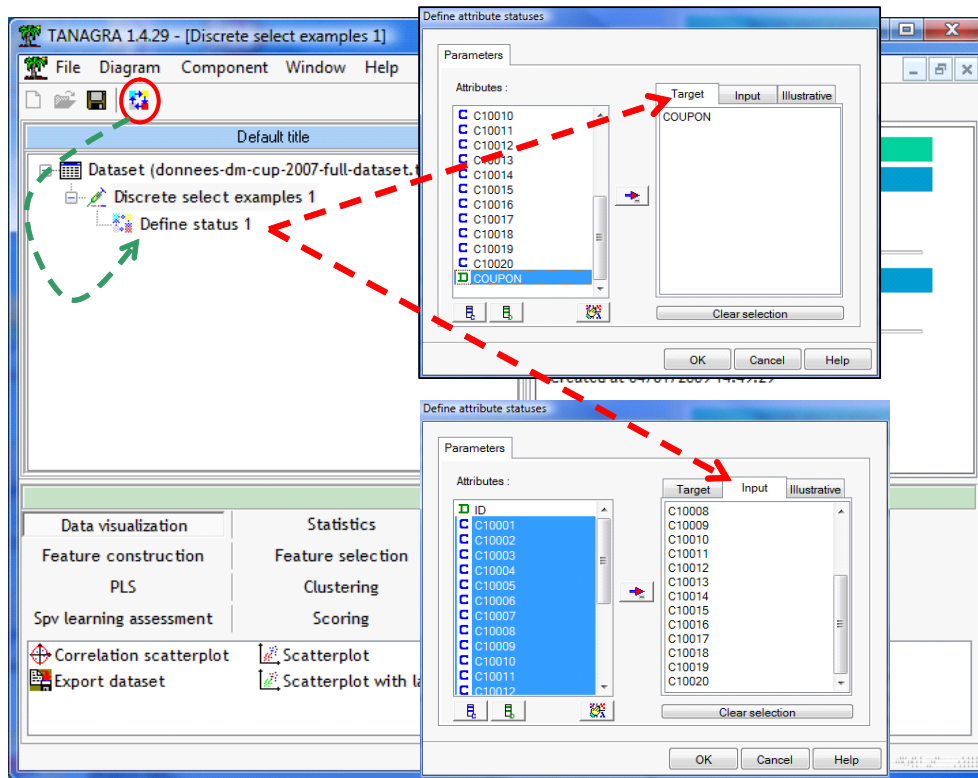 TANAGRA 1.4.29 - [Discrete select examples 1]
File Diagram Component Window Help
Default title
Dataset (donnees-dm-cup-2007-full-dataset.t
Discrete select examples 1
Define status 1
Define attribute statuses
Parameters
Attributes :
C10010
C10011
C10012
C10013
C10014
C10015
C10016
C10017
C10018
C10019
C10020
COUPON
Target Input Illustrative
COUPON
Clear selection
OK Cancel Help
Define attribute statuses
Parameters
Attributes :
ID
C10001
C10002
C10003
C10004
C10005
C10006
C10007
C10008
C10009
C10010
C10011
C10012
Target Input Illustrative
C10008
C10009
C10010
C10011
C10012
C10013
C10014
C10015
C10016
C10017
C10018
C10019
C10020
Clear selection
OK Cancel Help
Data visualization Statistics
Feature construction Feature selection
PLS Clustering
Spv learning assessment Scoring
Correlation scatterplot Scatterplot
Export dataset Scatterplot with la